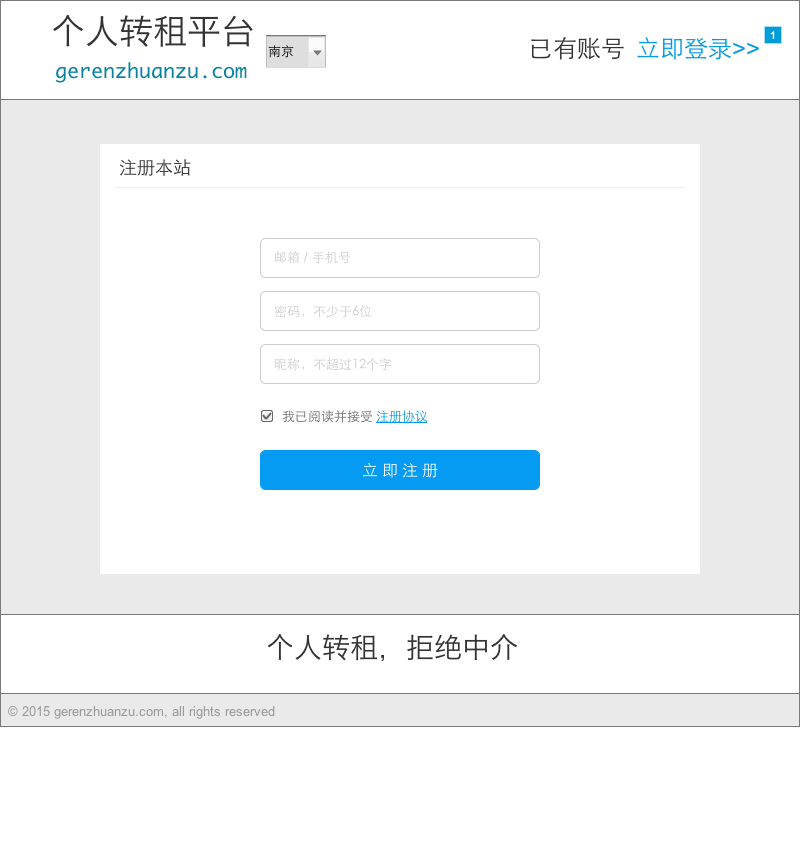 个人转租平台
gerenzhuanzu.com
南京
已有账号 立即登录>>
1
注册本站
邮箱 / 手机号
密码，不少于6位
昵称，不超过12个字
我已阅读并接受 注册协议
立 即 注 册
个人转租，拒绝中介
© 2015 gerenzhuanzu.com, all rights reserved